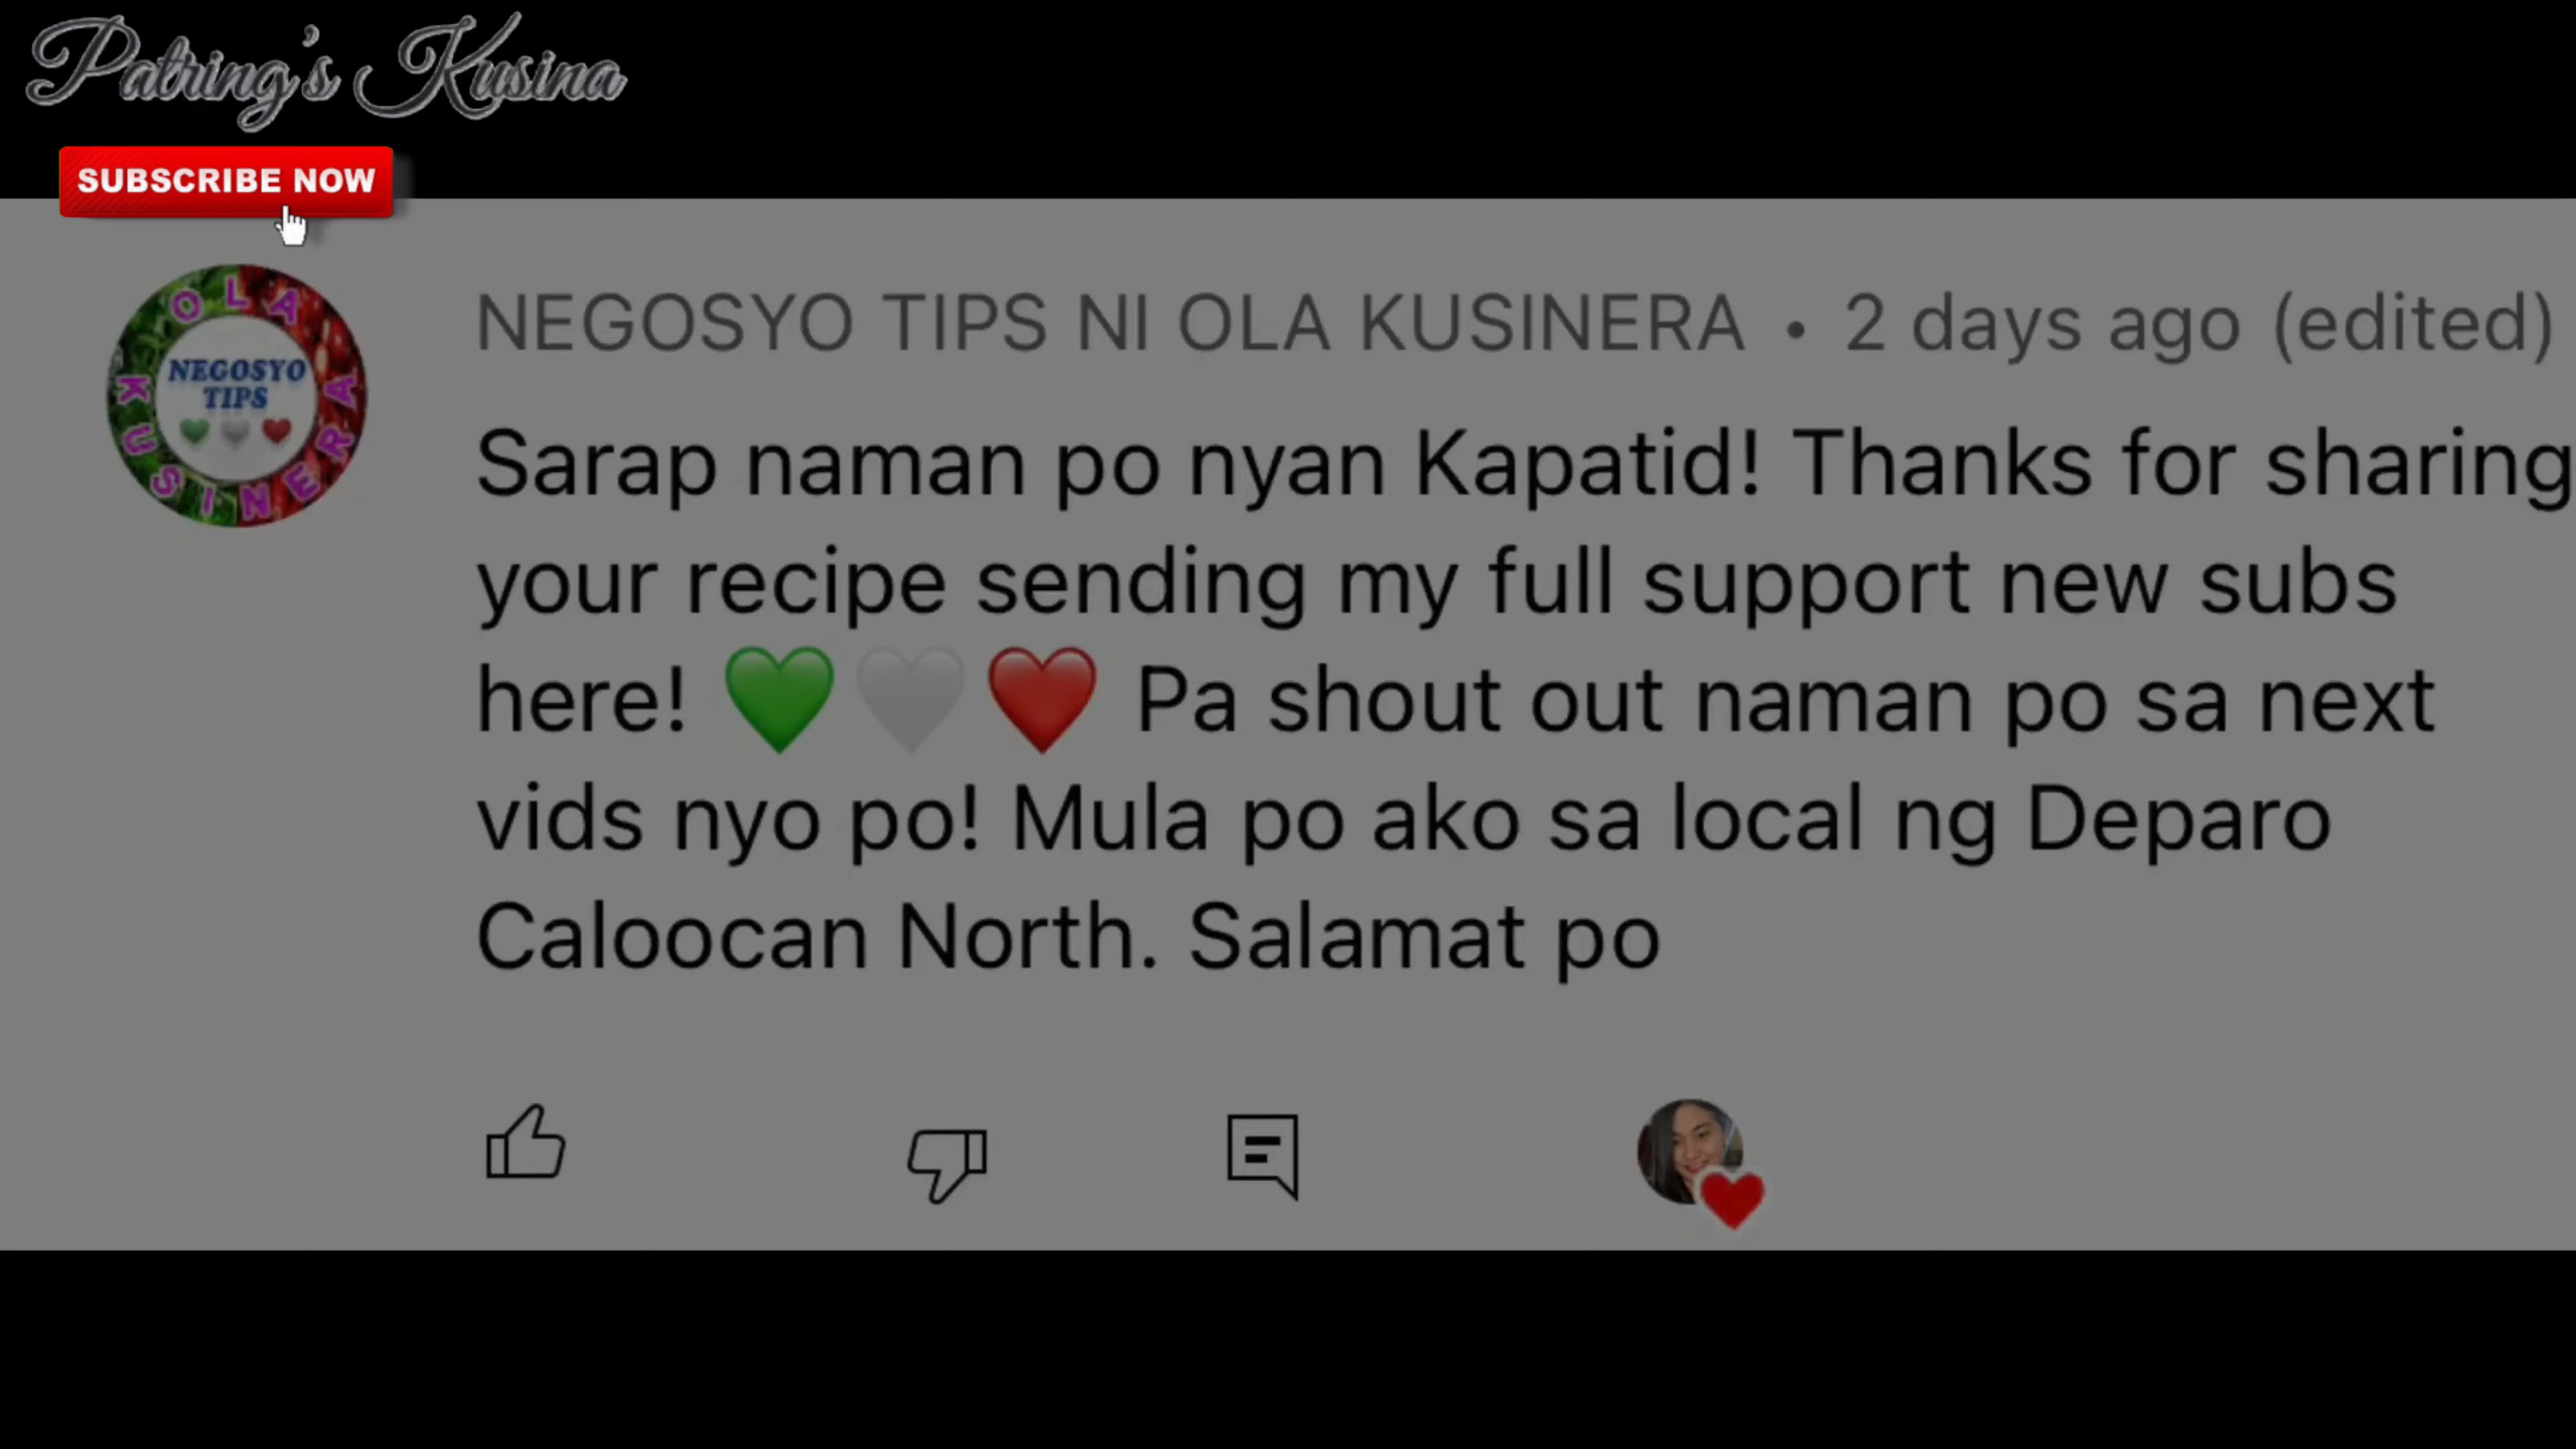 Patring's Kusina
SUBSCRIBE NOW
OLA KUSINERA
NEGOSYO
TIPS
NEGOSYO TIPS NI OLA KUSINERA • 2 days ago (edited)
Sarap naman po nyan Kapatid! Thanks for sharing
your recipe sending my full support new subs
here! 💚🤍❤️ Pa shout out naman po sa next
vids nyo po! Mula po ako sa local ng Deparo
Caloocan North. Salamat po